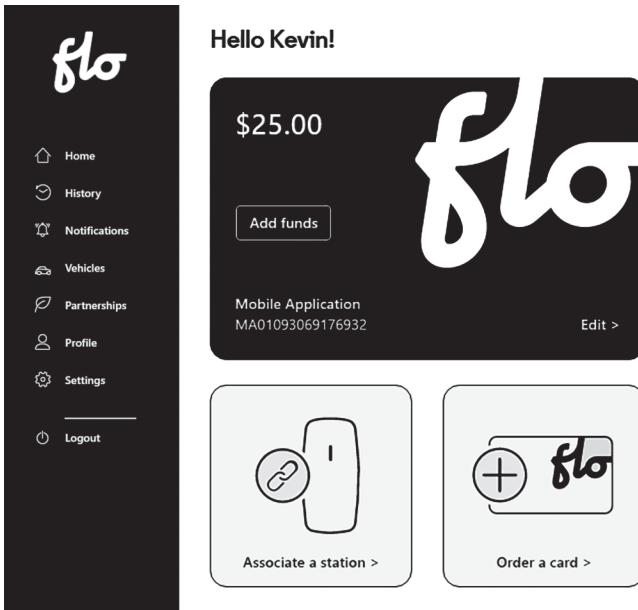 flo
Home
History
Notifications
Vehicles
Partnerships
Profile
Settings
Logout
Hello Kevin!
$25.00
flo
Add funds
Mobile Application
MA01093069176932
Edit >
Associate a station >
flo
Order a card >